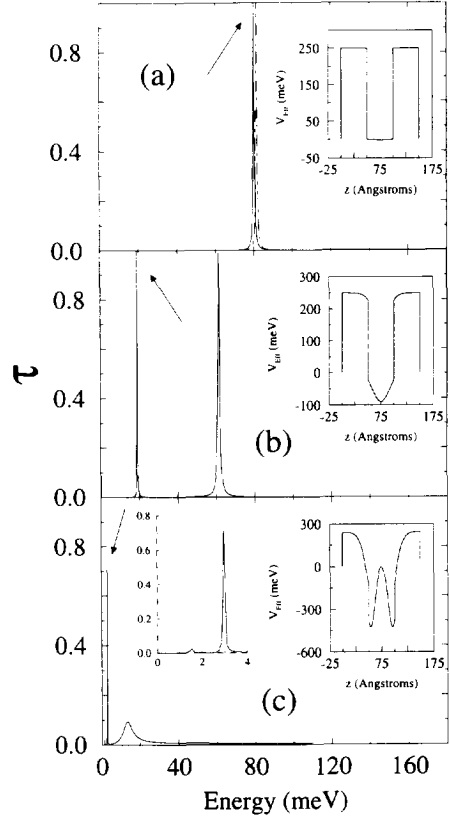 τ
(a)
0.8
0.4
0.0
250
150
50
-50
-25 75 175
V_Eff (meV)
z (Angstroms)
(b)
0.8
0.4
0.0
300
200
100
0
-100
-25 75 175
V_Eff (meV)
z (Angstroms)
(c)
0.8
0.4
0.0
0.8
0.6
0.4
0.2
0.0
0 2 4
300
0
-300
-600
-25 75 175
V_Eff (meV)
z (Angstroms)
0 40 80 120 160
Energy (meV)